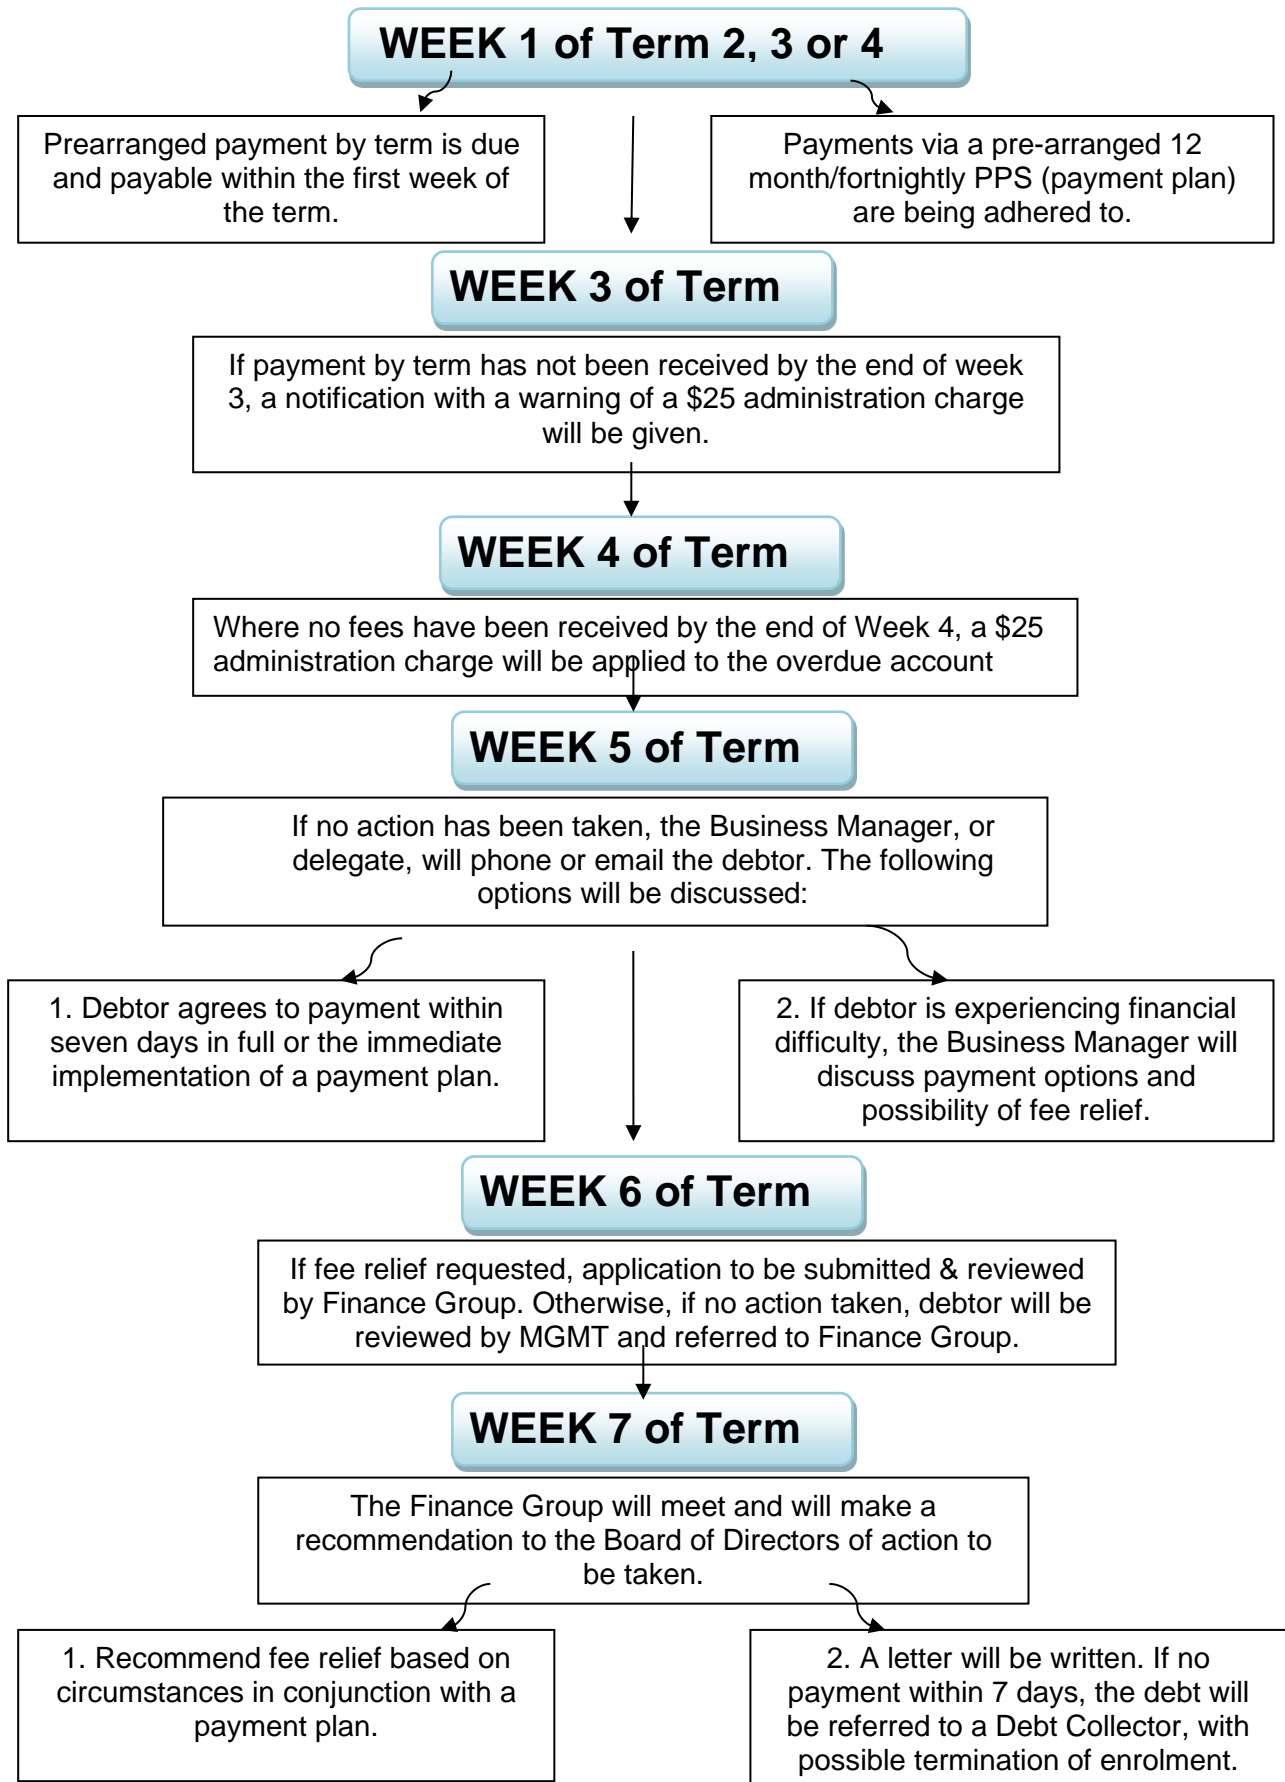 WEEK 1 of Term 2, 3 or 4
Prearranged payment by term is due
and payable within the first week of
the term.
Payments via a pre-arranged 12
month/fortnightly PPS (payment plan)
are being adhered to.
WEEK 3 of Term
If payment by term has not been received by the end of week
3, a notification with a warning of a $25 administration charge
will be given.
WEEK 4 of Term
Where no fees have been received by the end of Week 4, a $25
administration charge will be applied to the overdue account
WEEK 5 of Term
If no action has been taken, the Business Manager, or
delegate, will phone or email the debtor. The following
options will be discussed:
1. Debtor agrees to payment within
seven days in full or the immediate
implementation of a payment plan.
2. If debtor is experiencing financial
difficulty, the Business Manager will
discuss payment options and
possibility of fee relief.
WEEK 6 of Term
If fee relief requested, application to be submitted & reviewed
by Finance Group. Otherwise, if no action taken, debtor will be
reviewed by MGMT and referred to Finance Group.
WEEK 7 of Term
The Finance Group will meet and will make a
recommendation to the Board of Directors of action to
be taken.
1. Recommend fee relief based on
circumstances in conjunction with a
payment plan.
2. A letter will be written. If no
payment within 7 days, the debt will
be referred to a Debt Collector, with
possible termination of enrolment.